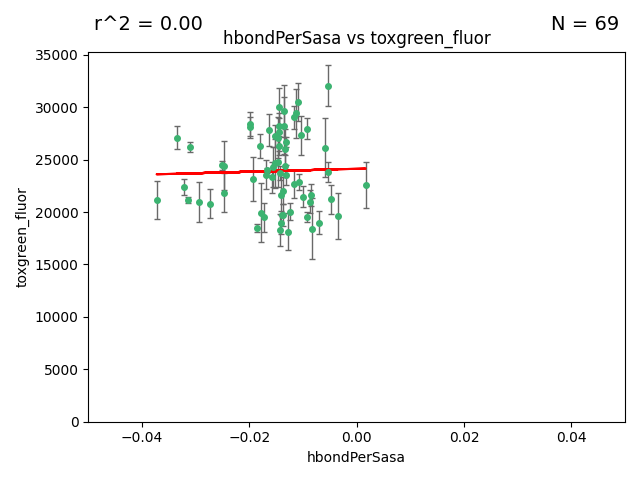 r^2 = 0.00
N = 69
hbondPerSasa vs toxgreen_fluor
35000
30000
25000
20000
15000
10000
5000
0
toxgreen_fluor
−0.04
−0.02
0.00
0.02
0.04
hbondPerSasa